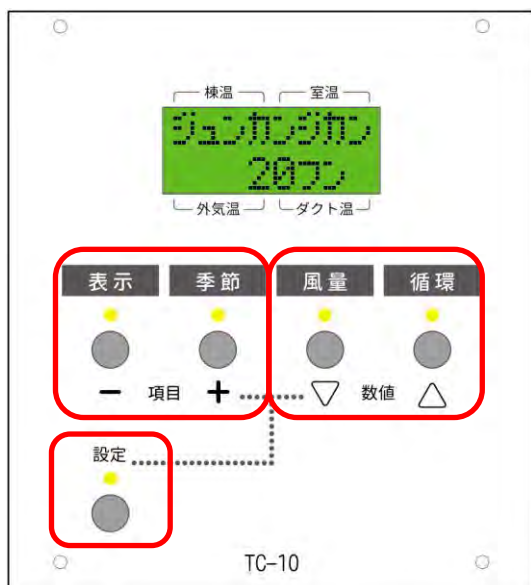 棟温 室温
ジュンカンジカン
20フン
外気温 ダクト温
表示 季節 風量 循環
− 項目 + ▽ 数値 △
設定
TC-10